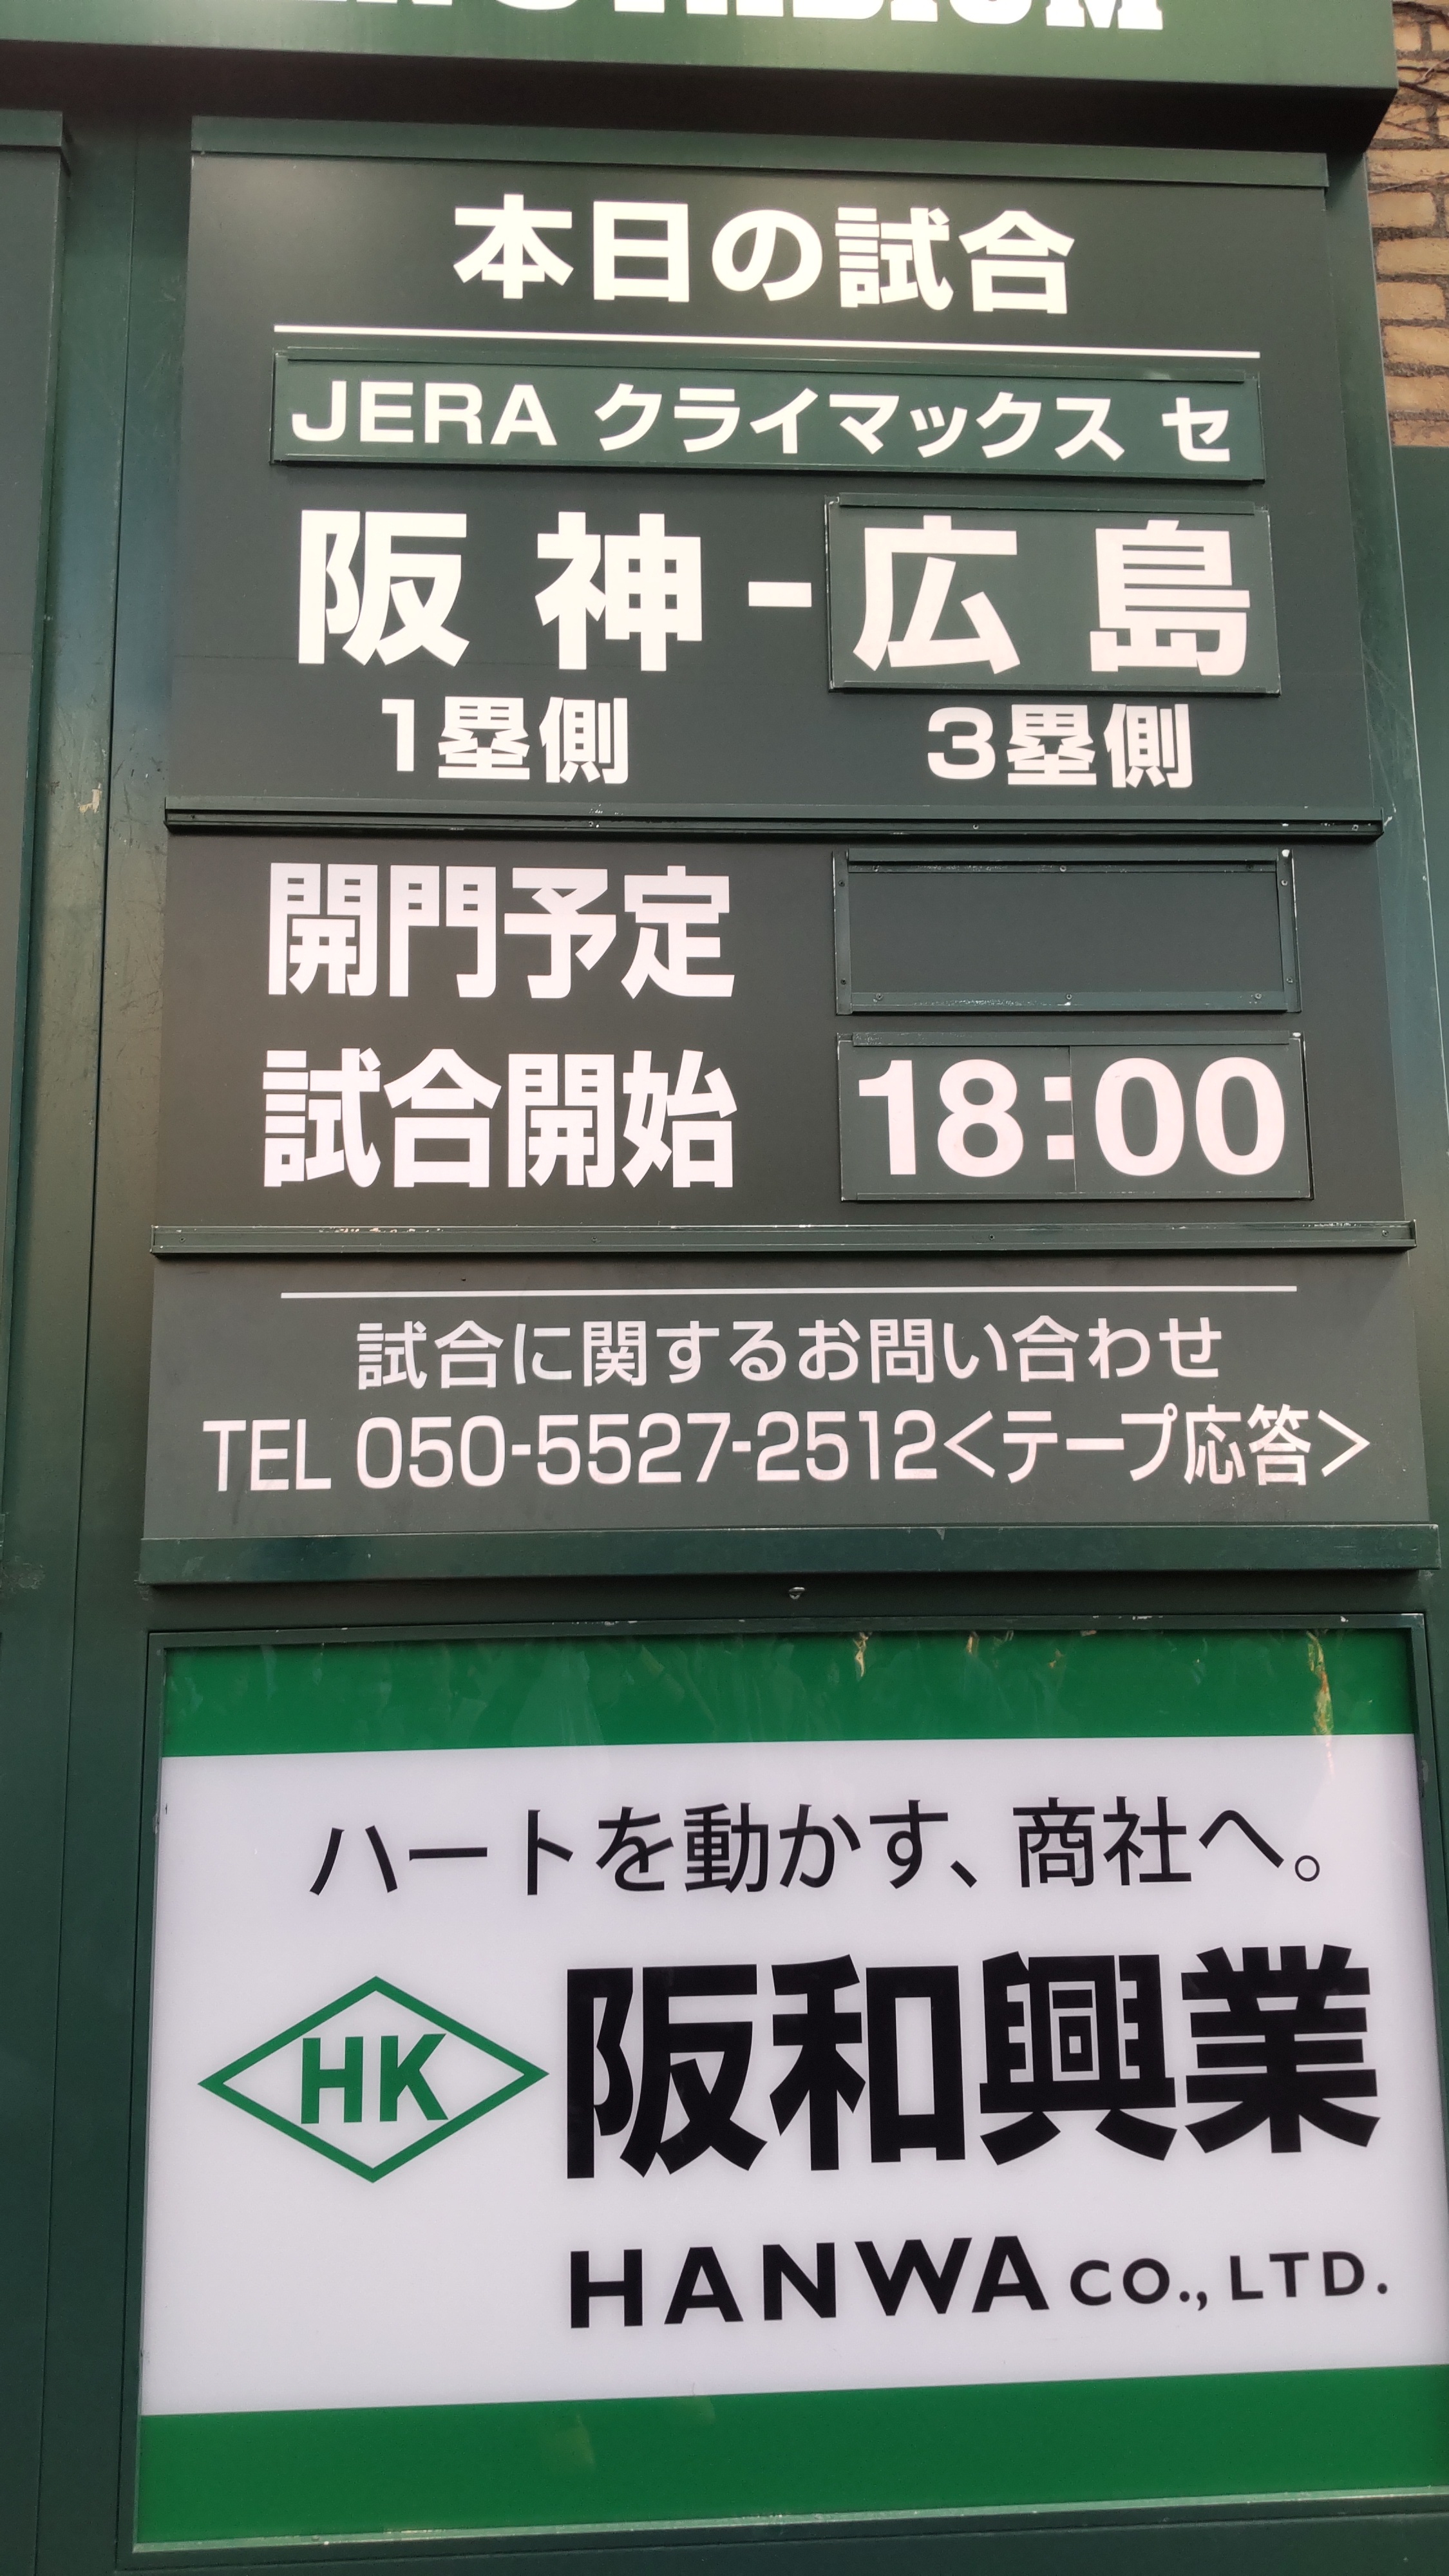 本日の試合
JERA クライマックス セ
阪神-広島
1塁側 3塁側
開門予定
試合開始 18:00
試合に関するお問い合わせ
TEL 050-5527-2512<テープ応答>
ハートを動かす、商社へ。
HK 阪和興業
HANWA CO., LTD.